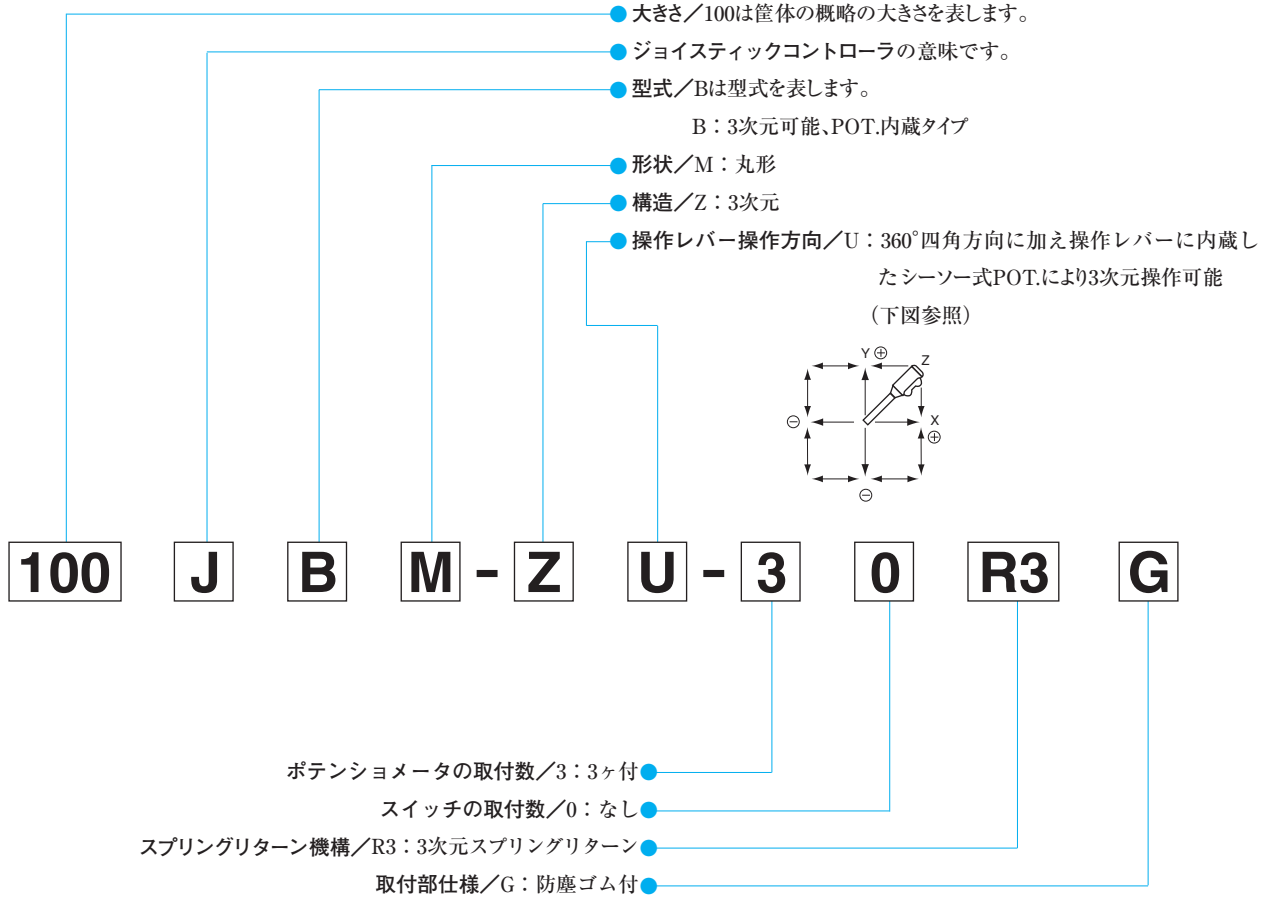 大きさ／100は筐体の概略の大きさを表します。
ジョイスティックコントローラの意味です。
型式／Bは型式を表します。
B：3次元可能、POT.内蔵タイプ
形状／M：丸形
構造／Z：3次元
操作レバー操作方向／U：360°四角方向に加え操作レバーに内蔵し
たシーソー式POT.により3次元操作可能
（下図参照）
Y ⊕
Z
⊖
X
⊕
⊖
100 J B M - Z U - 3 0 R3 G
ポテンショメータの取付数／3：3ヶ付
スイッチの取付数／0：なし
スプリングリターン機構／R3：3次元スプリングリターン
取付部仕様／G：防塵ゴム付